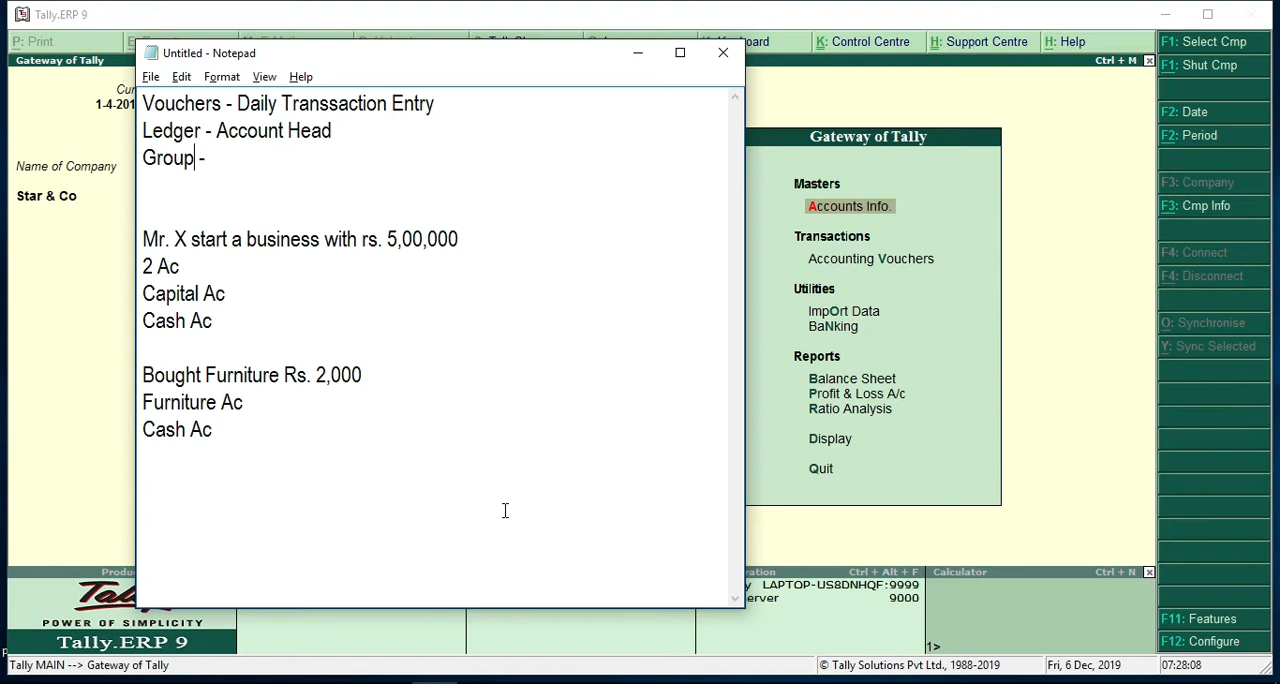 Tally.ERP 9
P: Print
K: Control Centre
H: Support Centre
H: Help
Gateway of Tally
Ctrl + M
1-4-201
Name of Company
Star & Co
Untitled - Notepad
File Edit Format View Help
Vouchers - Daily Transsaction Entry
Ledger - Account Head
Group -
Mr. X start a business with rs. 5,00,000
2 Ac
Capital Ac
Cash Ac
Bought Furniture Rs. 2,000
Furniture Ac
Cash Ac
Gateway of Tally
Masters
Accounts Info.
Transactions
Accounting Vouchers
Utilities
ImpOrt Data
BaNking
Reports
Balance Sheet
Profit & Loss A/c
Ratio Analysis
Display
Quit
F1: Select Cmp
F1: Shut Cmp
F2: Date
F2: Period
F3: Company
F3: Cmp Info
F4: Connect
F4: Disconnect
O: Synchronise
Y: Sync Selected
F11: Features
F12: Configure
POWER OF SIMPLICITY
Tally.ERP 9
Ctrl + Alt + F
LAPTOP-US8DNHQF:9999
9000
Calculator
Ctrl + N
1>
Tally MAIN --> Gateway of Tally
© Tally Solutions Pvt Ltd., 1988-2019
Fri, 6 Dec, 2019
07:28:08